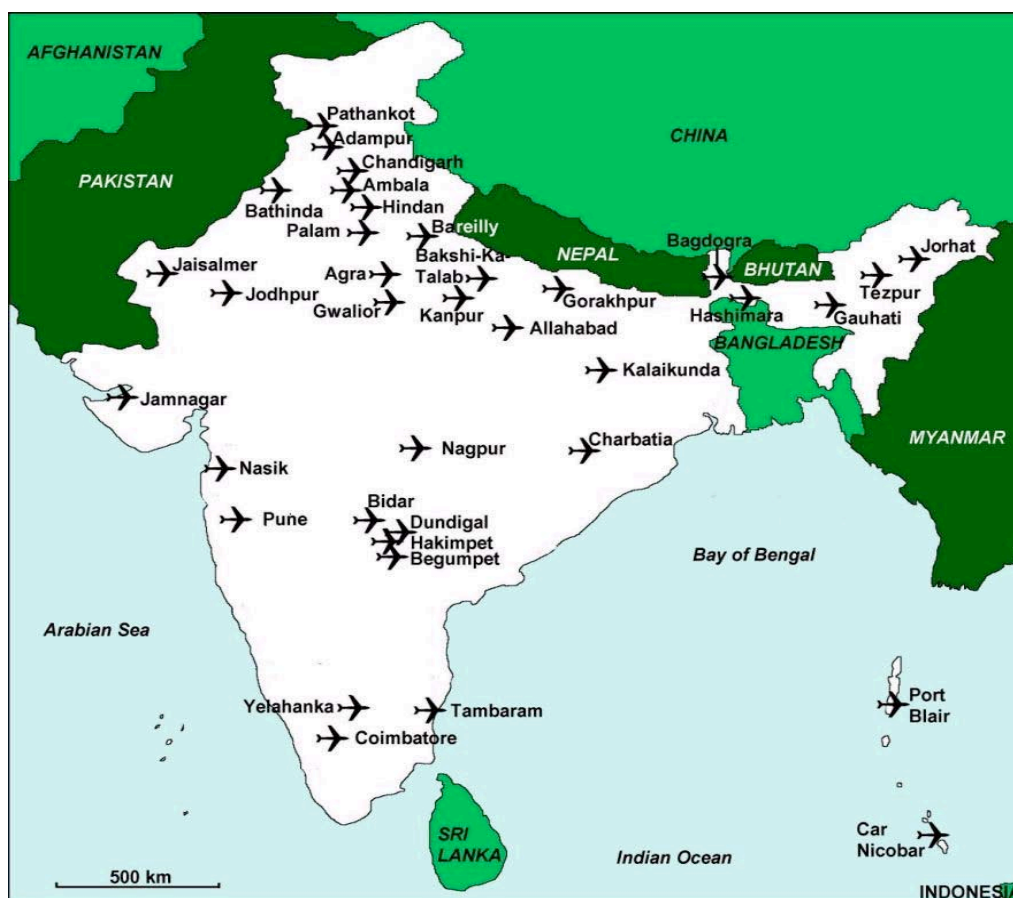 AFGHANISTAN
Pathankot
Adampur
CHINA
Chandigarh
PAKISTAN
Ambala
Bathinda
Hindan
Palam
Bareilly
Bakshi-Ka-
Talab
NEPAL
Bagdogra
Jorhat
BHUTAN
Jaisalmer
Agra
Tezpur
Jodhpur
Gorakhpur
Gwalior
Kanpur
Hashimara
Gauhati
Allahabad
BANGLADESH
Kalaikunda
Jamnagar
MYANMAR
Nagpur
Charbatia
Nasik
Bidar
Pune
Dundigal
Hakimpet
Begumpet
Bay of Bengal
Arabian Sea
Yelahanka
Tambaram
Port
Blair
Coimbatore
SRI
LANKA
Car
Nicobar
Indian Ocean
500 km
INDONESIA